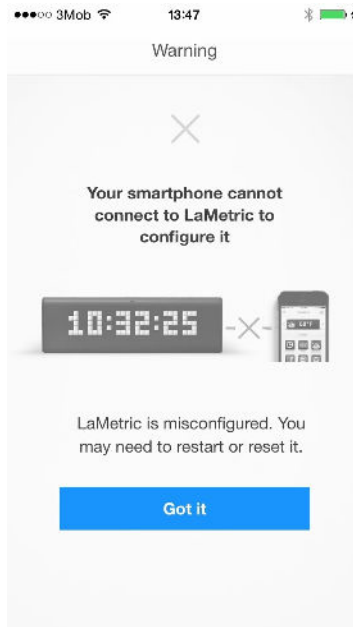 3Mob 13:47
Warning
Your smartphone cannot
connect to LaMetric to
configure it
10:32:25
LaMetric is misconfigured. You
may need to restart or reset it.
Got it